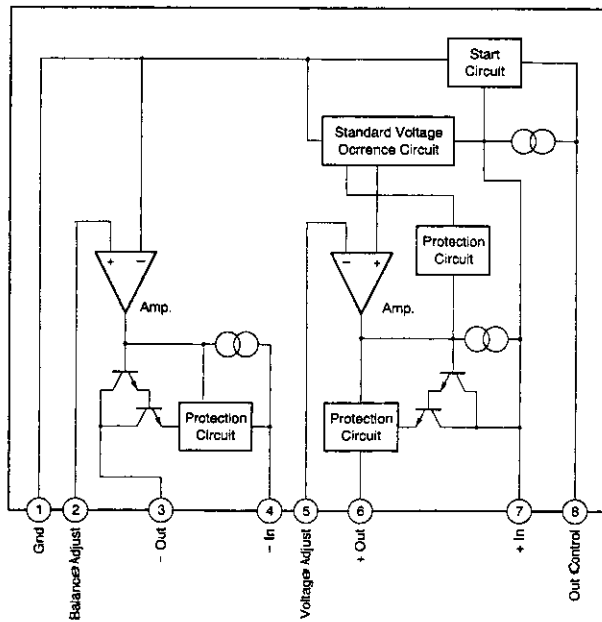 Start
Circuit
Standard Voltage
Ocrrence Circuit
Protection
Circuit
+ −
Amp.
− +
Amp.
Protection
Circuit
Protection
Circuit
1
2
3
4
5
6
7
8
Gnd
Balance Adjust
− Out
− In
Voltage Adjust
+ Out
+ In
Out Control